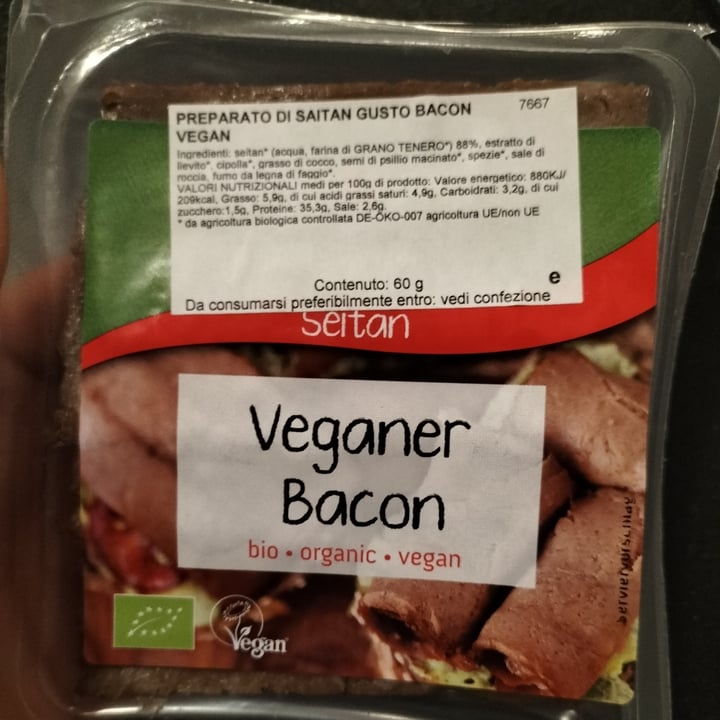 PREPARATO DI SAITAN GUSTO BACON 7667
VEGAN
Ingredienti: seitan* (acqua, farina di GRANO TENERO*) 88%, estratto di
lievito*, cipolla*, grasso di cocco, semi di psillio macinato*, spezie*, sale di
roccia, fumo da legna di faggio*.
VALORI NUTRIZIONALI medi per 100g di prodotto: Valore energetico: 880KJ/
209kcal, Grasso: 5,9g, di cui acidi grassi saturi: 4,9g, Carboidrati: 3,2g, di cui
zucchero:1,5g, Proteine: 35,3g, Sale: 2,6g.
* da agricoltura biologica controllata DE-ÖKO-007 agricoltura UE/non UE
Contenuto: 60 g e
Da consumarsi preferibilmente entro: vedi confezione
Seitan
Veganer
Bacon
bio • organic • vegan
Vegan